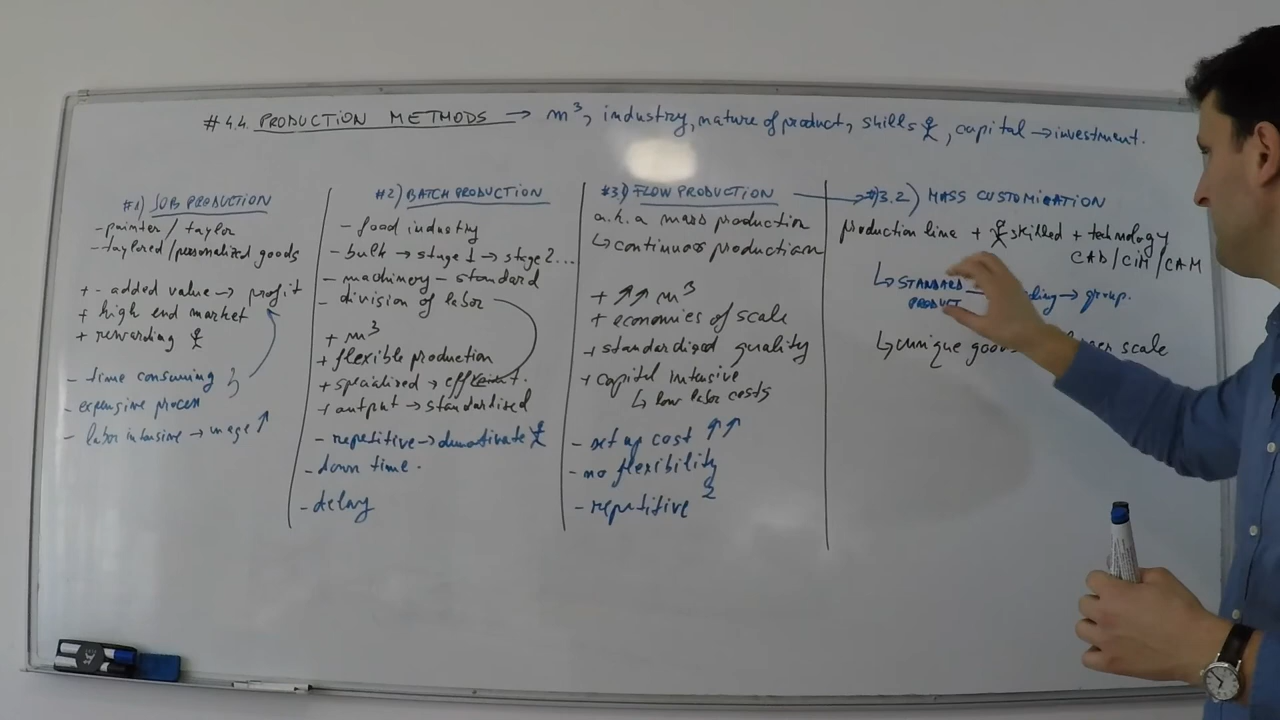 #4.4. PRODUCTION METHODS → m³, industry, nature of product, skills, capital → investment.
#1) JOB PRODUCTION
- painter / taylor
- taylored/personalized goods
+ - added value → profit
+ high end market
+ rewarding
- time consuming
- expensive process
- labor intensive → wage ↑
#2) BATCH PRODUCTION
- food industry
- bulk → stage 1 → stage 2...
- machinery - standard
- division of labor
+ m³
+ flexible production
+ specialized → efficient.
+ output → standardized
- repetitive → demotivate
- down time.
- delay
#3.1) FLOW PRODUCTION
a.k.a mass production
↳ continuos production
+ ↑↑ m³
+ economies of scale
+ standardized quality
+ capital intensive
↳ low labor costs
- set up cost ↑↑
- no flexibility
- repetitive ²
→ #3.2) MASS CUSTOMIZATION
production line + skilled + technology
CAD/CIM/CAM
↳ STANDARD PRODUCT → group.
↳ unique scale